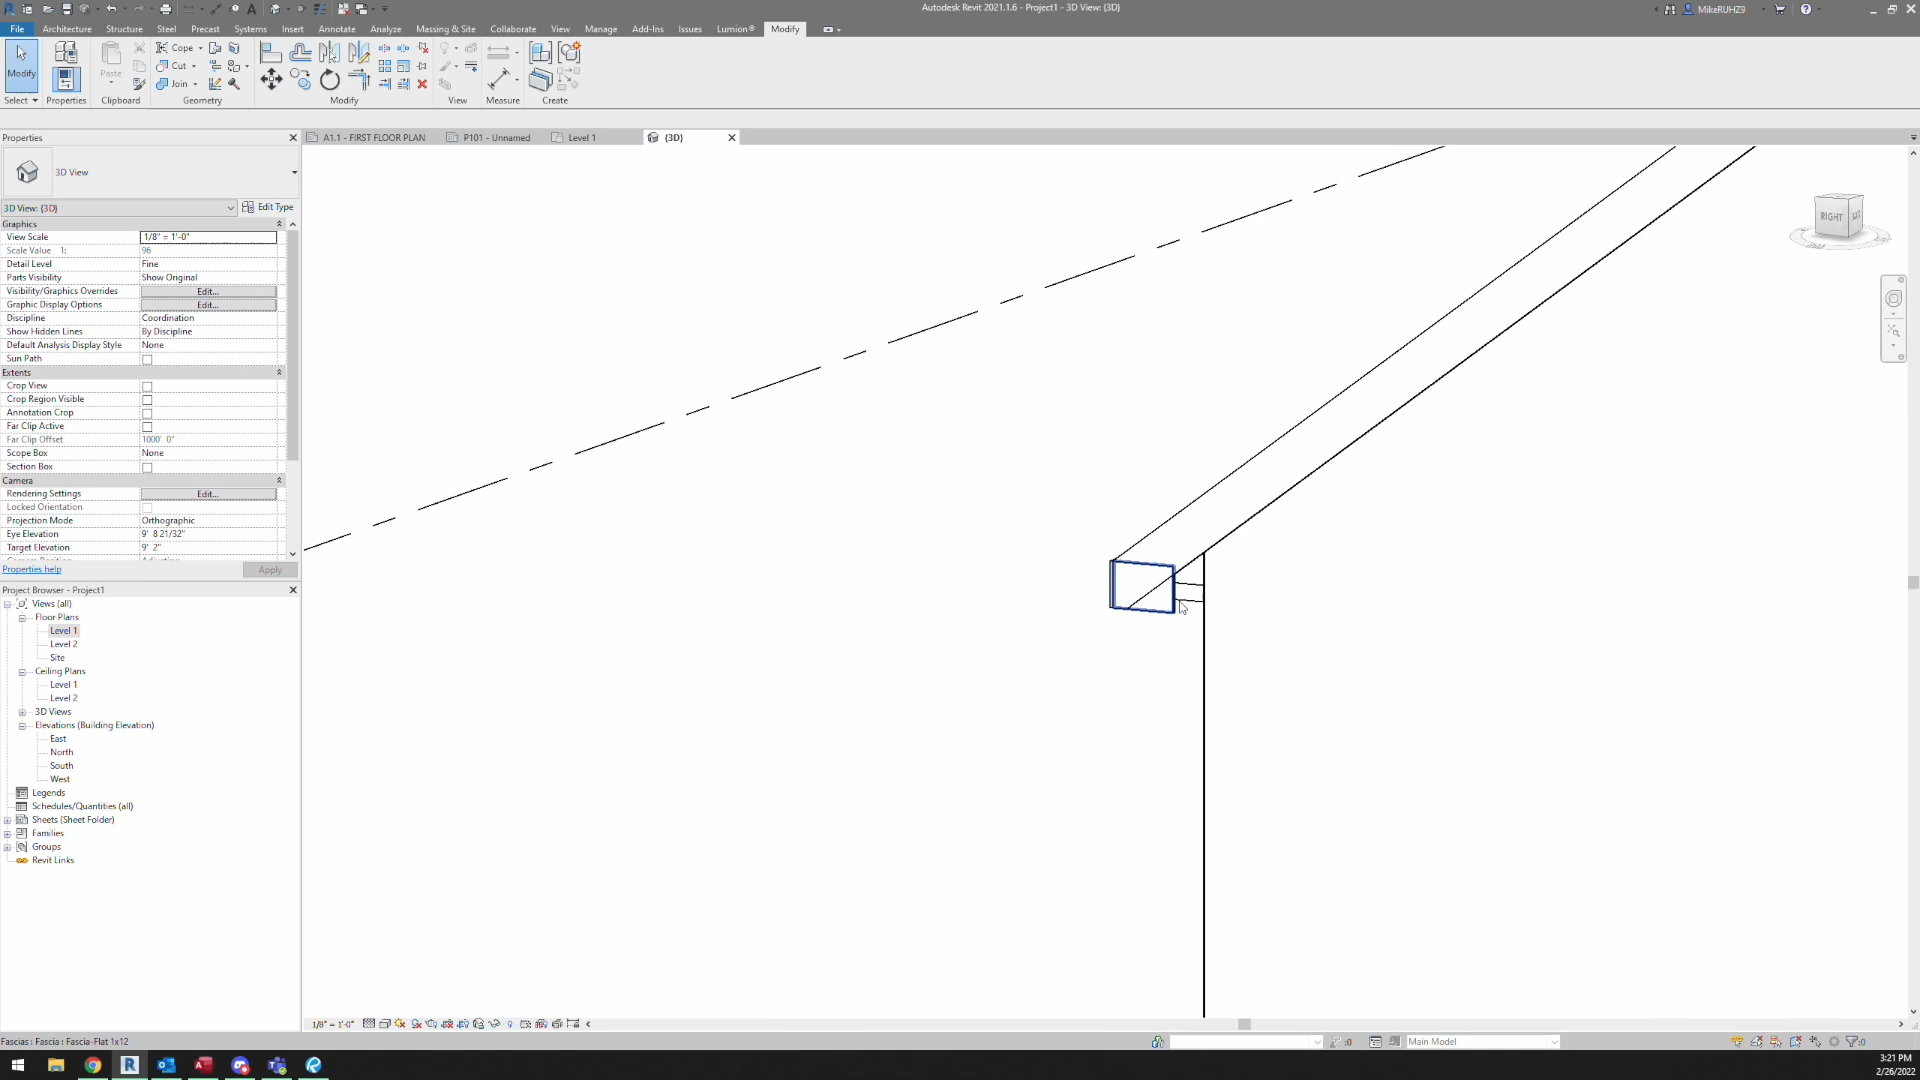 Autodesk Revit 2021.1.6 - Project1 - 3D View: {3D}
MikeRUHZ9
File Architecture Structure Steel Precast Systems Insert Annotate Analyze Massing & Site Collaborate View Manage Add-Ins Issues Lumion® Modify
Modify
Paste
Cope
Cut
Join
Select Properties Clipboard Geometry Modify View Measure Create
Properties
A1.1 - FIRST FLOOR PLAN
P101 - Unnamed
Level 1
{3D}
3D View
3D View: {3D}
Edit Type
Graphics
View Scale 1/8" = 1'-0"
Scale Value 1: 96
Detail Level Fine
Parts Visibility Show Original
Visibility/Graphics Overrides Edit...
Graphic Display Options Edit...
Discipline Coordination
Show Hidden Lines By Discipline
Default Analysis Display Style None
Sun Path
Extents
Crop View
Crop Region Visible
Annotation Crop
Far Clip Active
Far Clip Offset 1000' 0"
Scope Box None
Section Box
Camera
Rendering Settings Edit...
Locked Orientation
Projection Mode Orthographic
Eye Elevation 9' 8 21/32"
Target Elevation 9' 2"
Properties help
Apply
RIGHT
Project Browser - Project1
Views (all)
Floor Plans
Level 1
Level 2
Site
Ceiling Plans
Level 1
Level 2
3D Views
Elevations (Building Elevation)
East
North
South
West
Legends
Schedules/Quantities (all)
Sheets (Sheet Folder)
Families
Groups
Revit Links
1/8" = 1'-0"
Fascias : Fascia : Fascia-Flat 1x12
:0
Main Model
:0
3:21 PM
2/26/2022